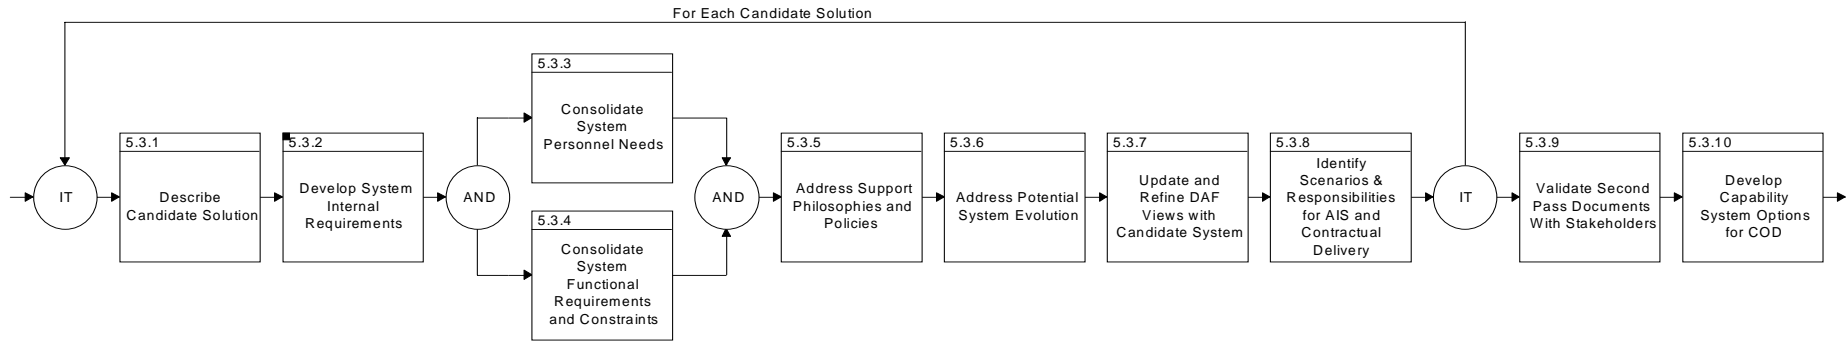 For Each Candidate Solution
IT
5.3.1
Describe
Candidate Solution
5.3.2
Develop System
Internal
Requirements
AND
5.3.3
Consolidate
System
Personnel Needs
5.3.4
Consolidate
System
Functional
Requirements
and Constraints
AND
5.3.5
Address Support
Philosophies and
Policies
5.3.6
Address Potential
System Evolution
5.3.7
Update and
Refine DAF
Views with
Candidate System
5.3.8
Identify
Scenarios &
Responsibilities
for AIS and
Contractual
Delivery
IT
5.3.9
Validate Second
Pass Documents
With Stakeholders
5.3.10
Develop
Capability
System Options
for COD